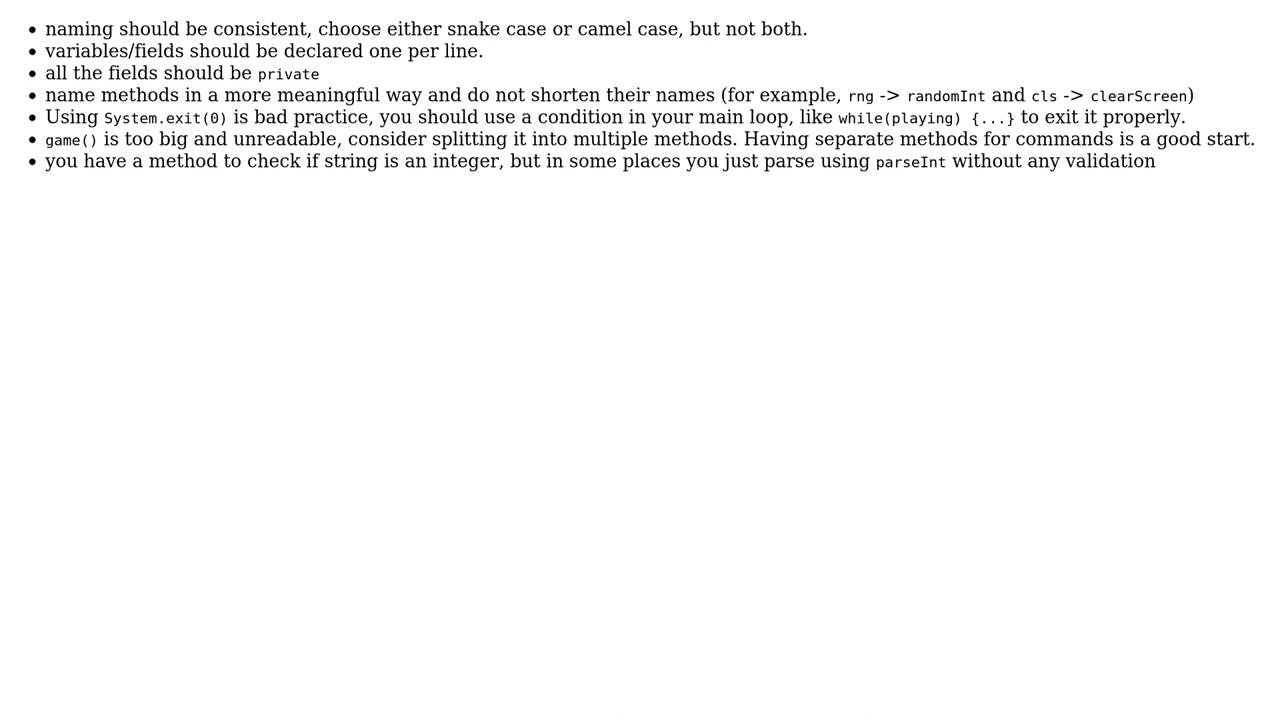 • naming should be consistent, choose either snake case or camel case, but not both.
• variables/fields should be declared one per line.
• all the fields should be private
• name methods in a more meaningful way and do not shorten their names (for example, rng -> randomInt and cls -> clearScreen)
• Using System.exit(0) is bad practice, you should use a condition in your main loop, like while(playing) {...} to exit it properly.
• game() is too big and unreadable, consider splitting it into multiple methods. Having separate methods for commands is a good start.
• you have a method to check if string is an integer, but in some places you just parse using parseInt without any validation